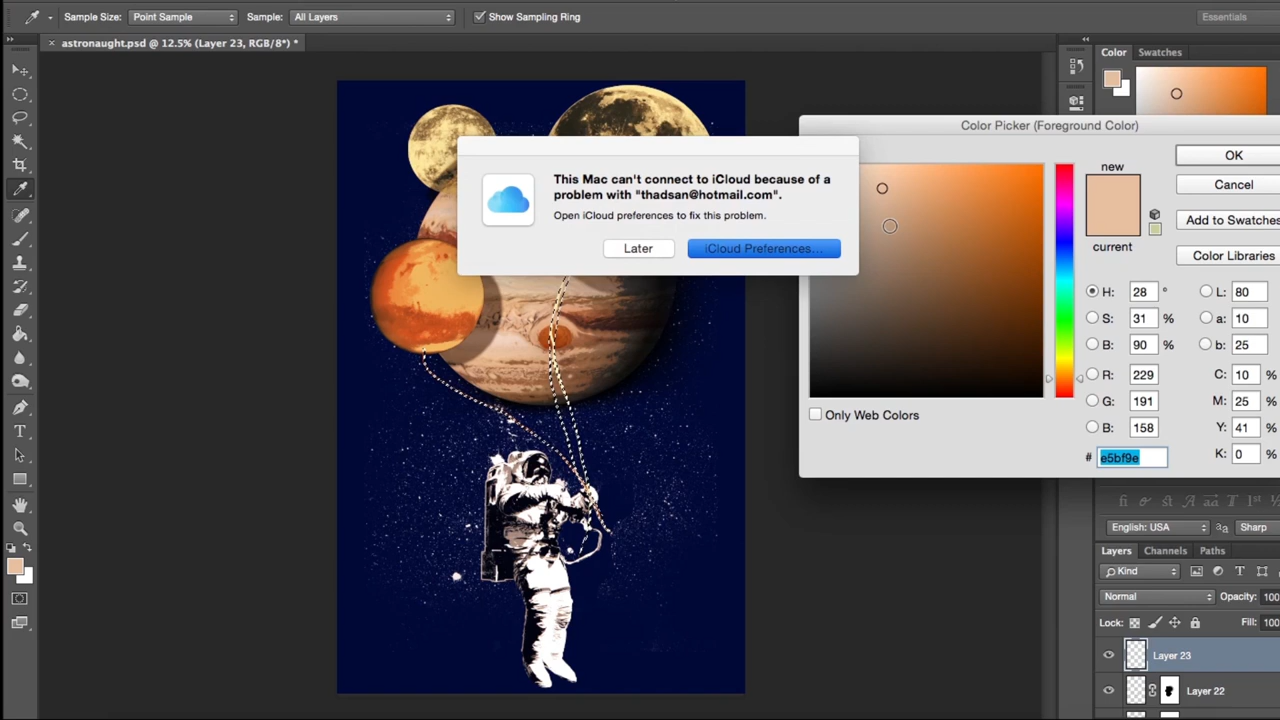 Sample Size: Point Sample Sample: All Layers Show Sampling Ring Essentials
× astronaught.psd @ 12.5% (Layer 23, RGB/8*) *
Color Swatches
Color Picker (Foreground Color)
This Mac can't connect to iCloud because of a
problem with "thadsan@hotmail.com".
Open iCloud preferences to fix this problem.
Later iCloud Preferences...
new
current
OK
Cancel
Add to Swatches
Color Libraries
H: 28 ° L: 80
S: 31 % a: 10
B: 90 % b: 25
R: 229 C: 10 %
G: 191 M: 25 %
B: 158 Y: 41 %
# e5bf9e K: 0 %
Only Web Colors
T
English: USA aa Sharp
Layers Channels Paths
Kind T
Normal Opacity: 100
Lock: Fill: 100
Layer 23
Layer 22